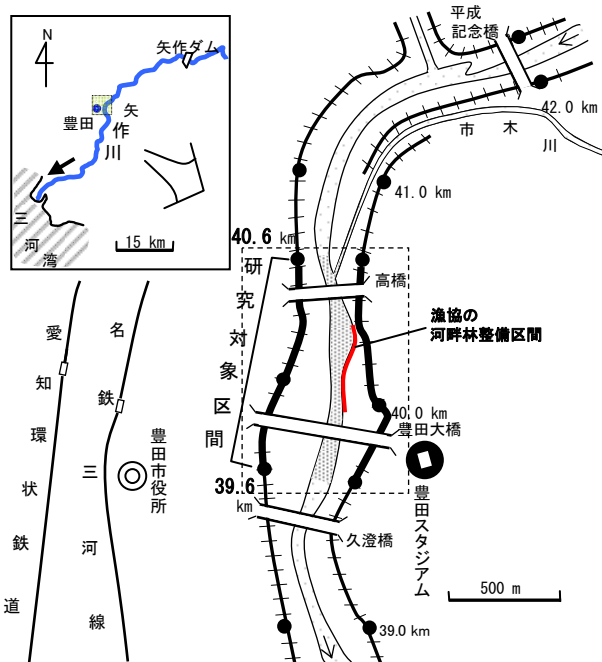 N
矢作ダム
豊田
矢作川
三河湾
15 km
平成
記念橋
42.0 km
市木川
41.0 km
40.6 km
高橋
研究対象区間
漁協の
河畔林整備区間
40.0 km
豊田大橋
39.6
km
豊田スタジアム
久澄橋
500 m
39.0 km
愛知環状鉄道
名鉄三河線
豊田市役所